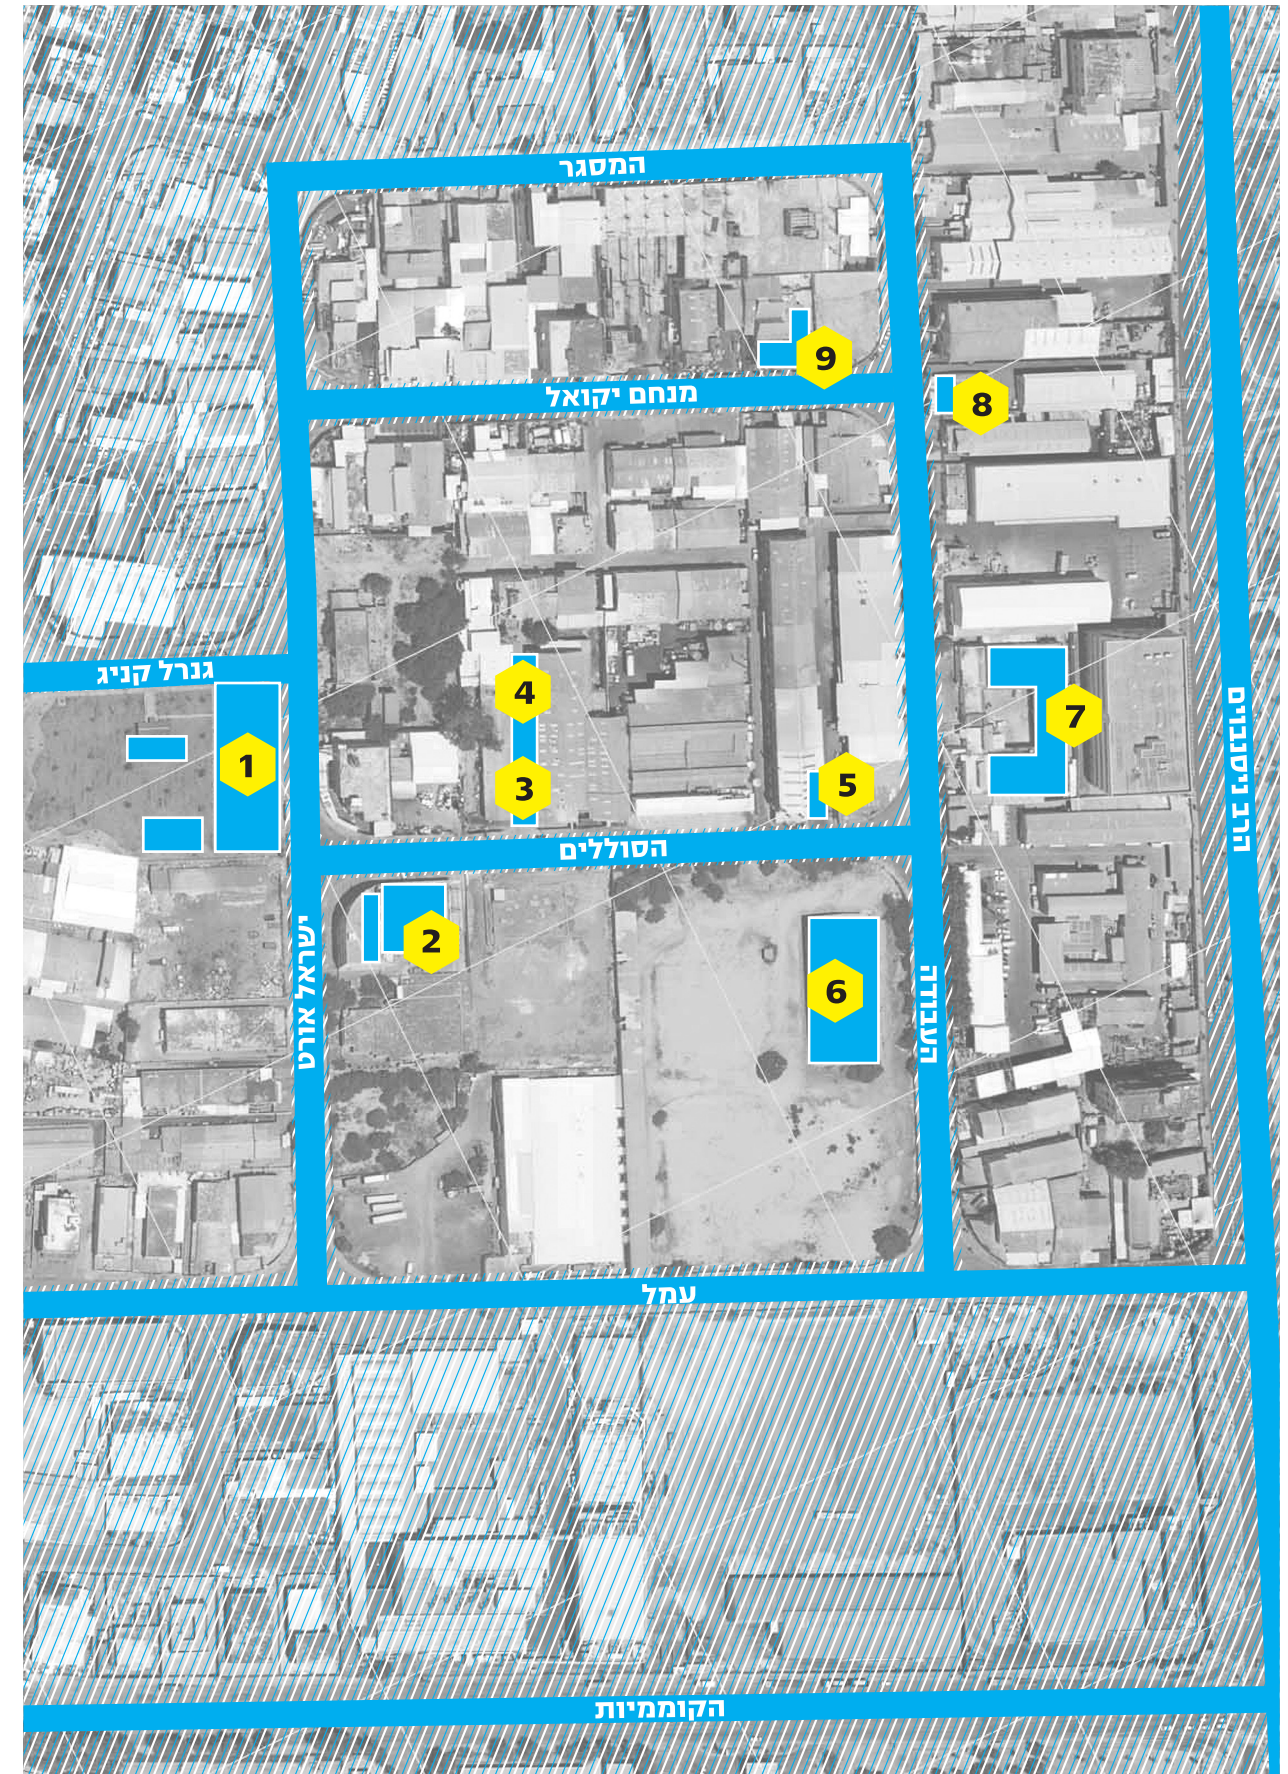 המסגר
9
מנחם יקואל
8
גנרל קניג
4
7
1
3
5
הרב ניסנבוים
הסוללים
2
6
ישראל אורט
העבודה
עמל
הקוממיות